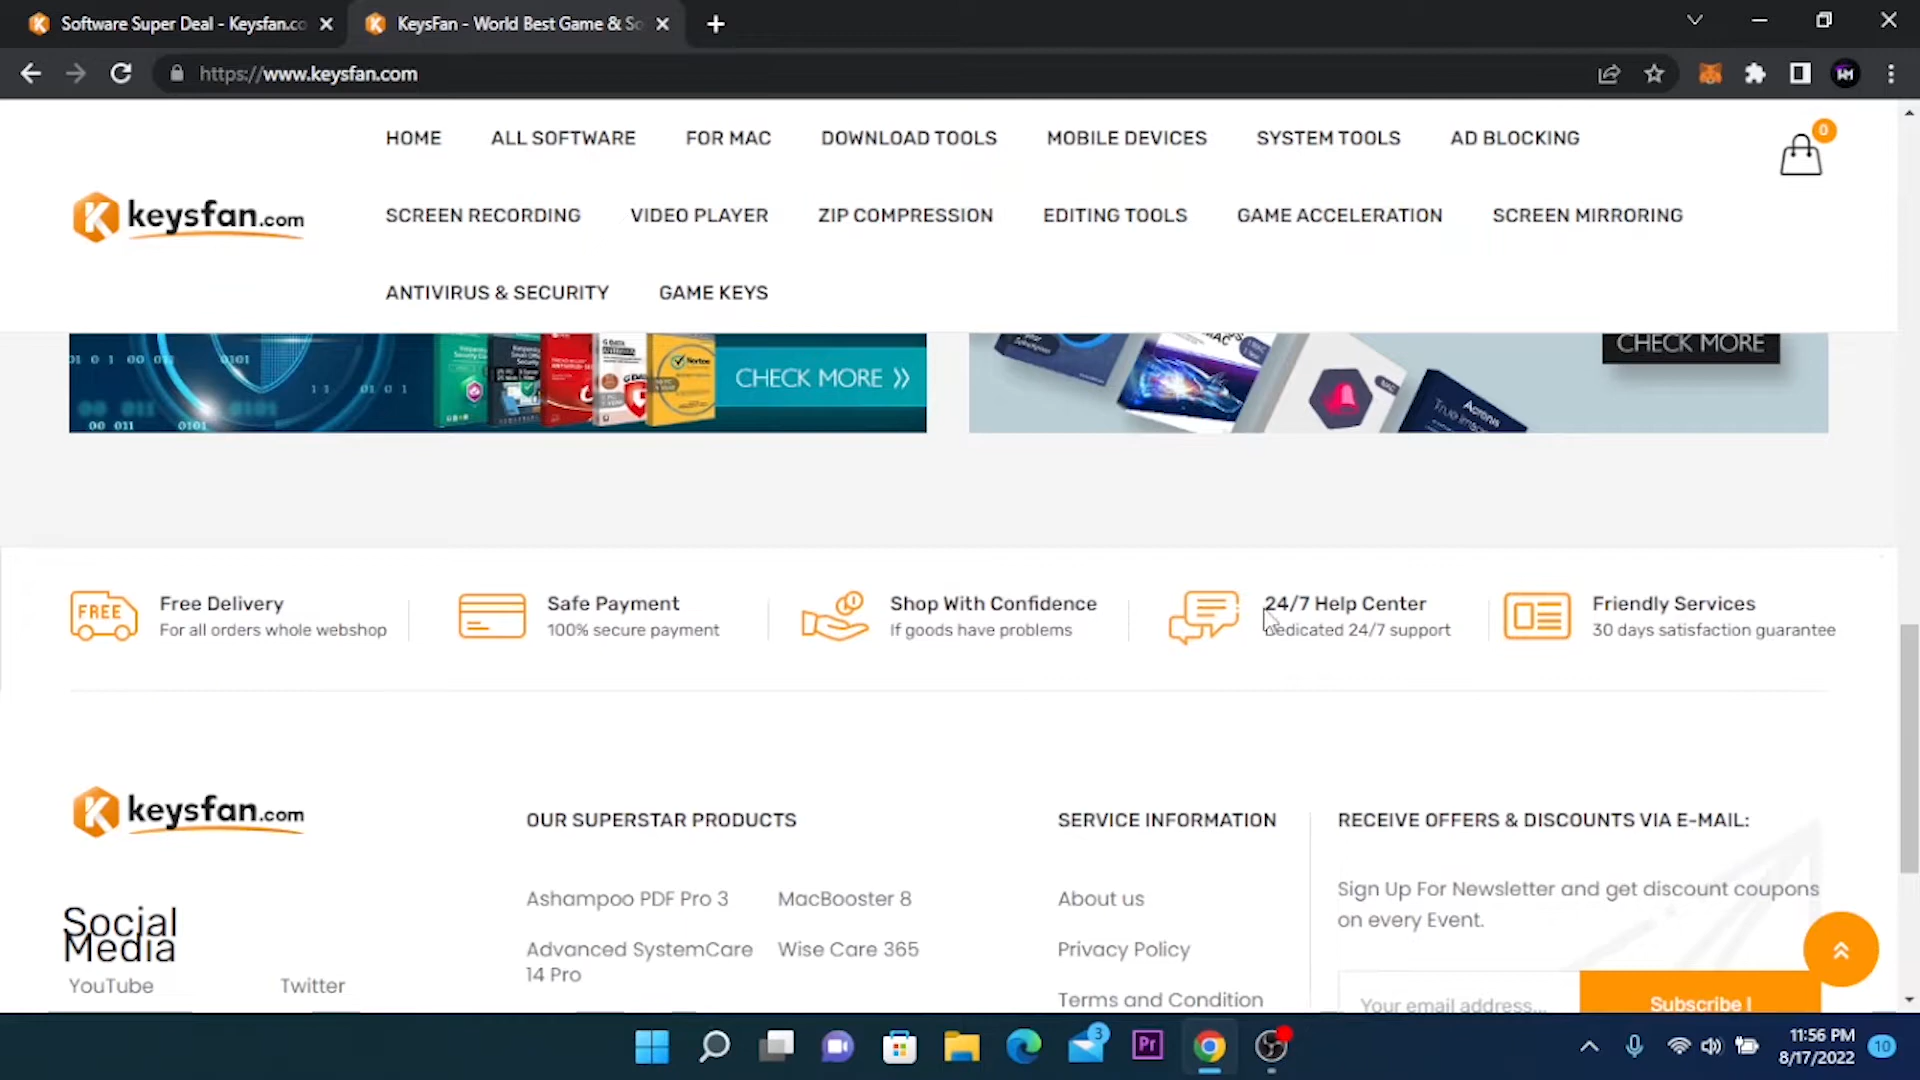 Software Super Deal - Keysfan.co
KeysFan - World Best Game & So
https://www.keysfan.com
HOME ALL SOFTWARE FOR MAC DOWNLOAD TOOLS MOBILE DEVICES SYSTEM TOOLS AD BLOCKING
0
keysfan.com
SCREEN RECORDING VIDEO PLAYER ZIP COMPRESSION EDITING TOOLS GAME ACCELERATION SCREEN MIRRORING
ANTIVIRUS & SECURITY GAME KEYS
CHECK MORE
CHECK MORE
Norton
Acronis
FREE
Free Delivery
For all orders whole webshop
Safe Payment
100% secure payment
Shop With Confidence
If goods have problems
24/7 Help Center
Dedicated 24/7 support
Friendly Services
30 days satisfaction guarantee
keysfan.com
Social
Media
YouTube Twitter
OUR SUPERSTAR PRODUCTS
Ashampoo PDF Pro 3 MacBooster 8
Advanced SystemCare Wise Care 365
14 Pro
SERVICE INFORMATION
About us
Privacy Policy
Terms and Condition
RECEIVE OFFERS & DISCOUNTS VIA E-MAIL:
Sign Up For Newsletter and get discount coupons
on every Event.
Your email address...
Subscribe !
3
Pr
11:56 PM
8/17/2022
10